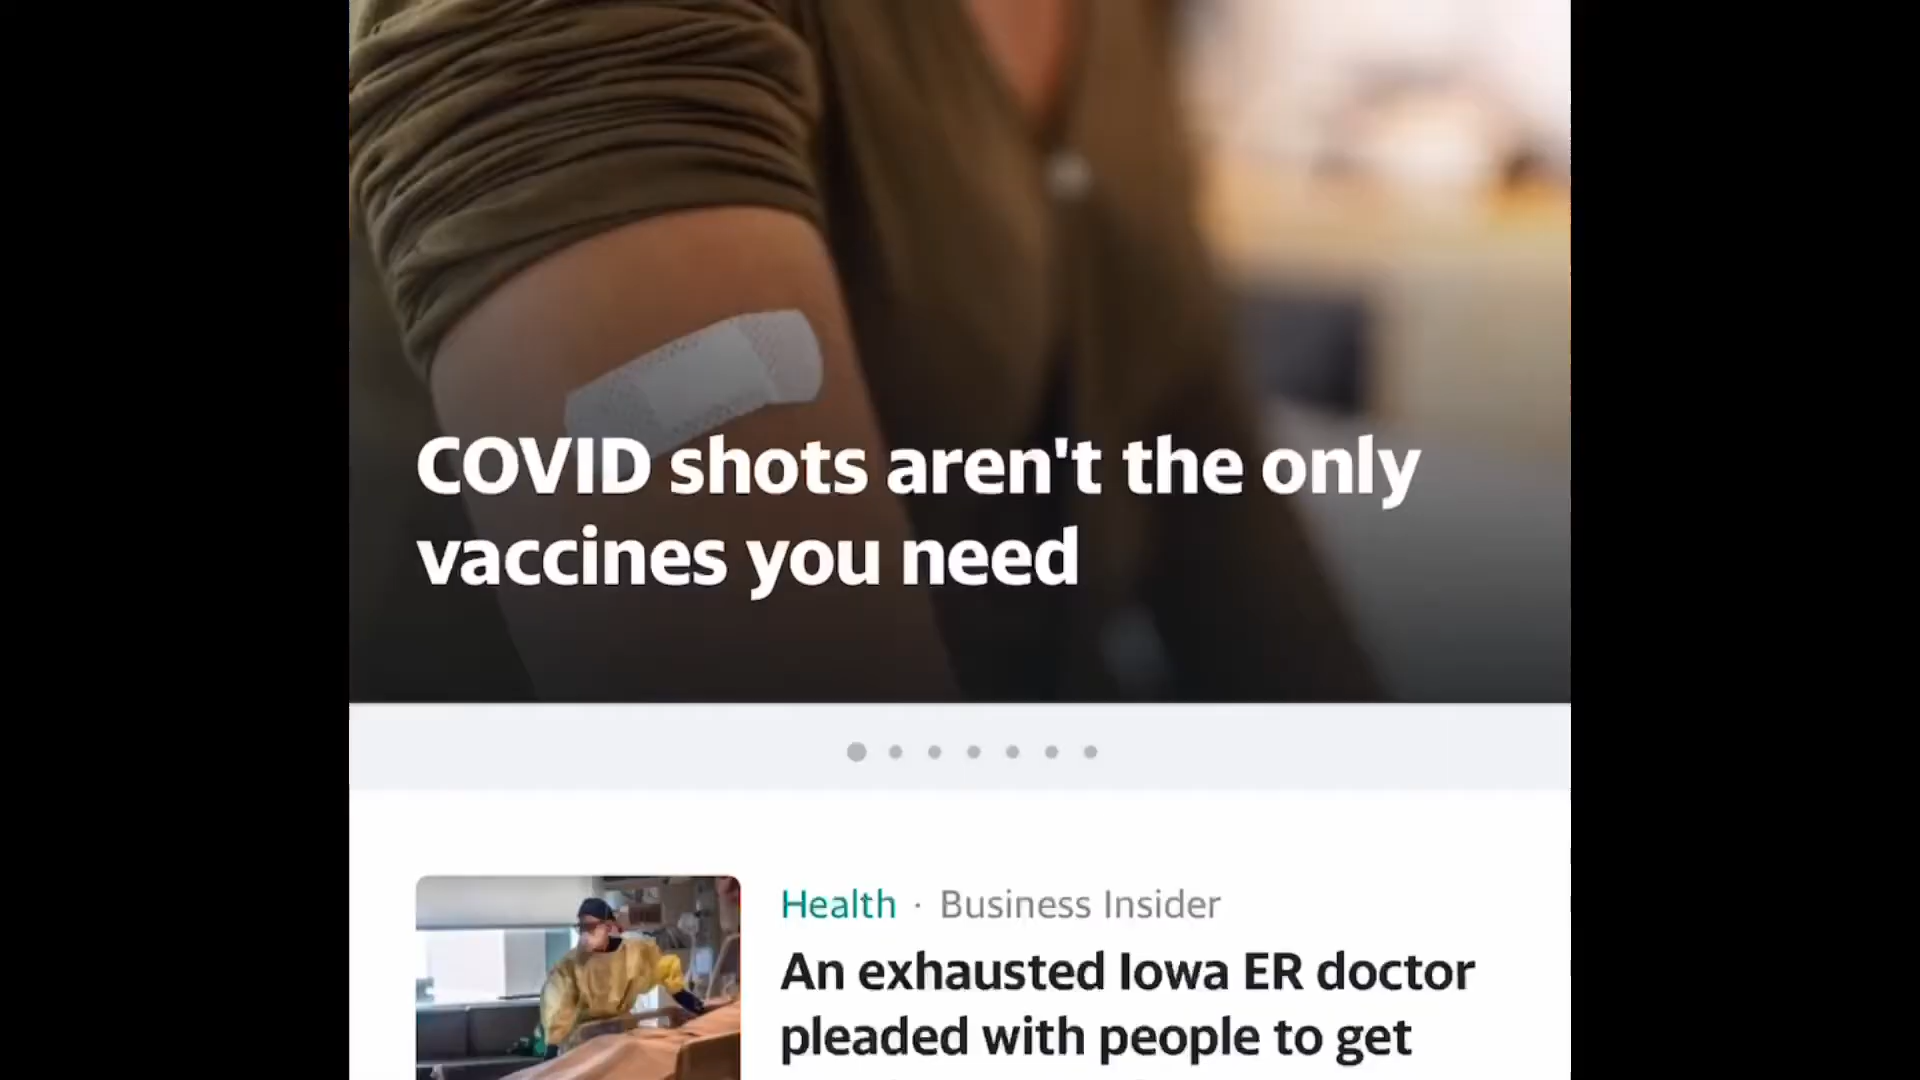 COVID shots aren't the only
vaccines you need
Health · Business Insider
An exhausted Iowa ER doctor
pleaded with people to get